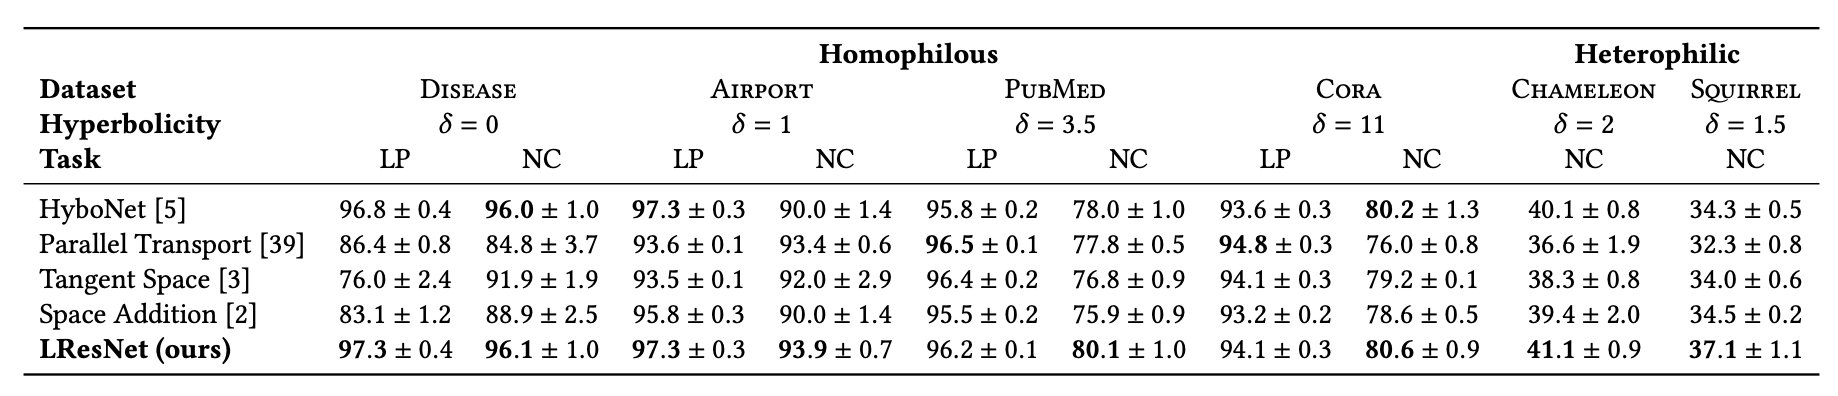 Homophilous Heterophilic
Dataset DISEASE AIRPORT PUBMED CORA CHAMELEON SQUIRREL
Hyperbolicity δ = 0 δ = 1 δ = 3.5 δ = 11 δ = 2 δ = 1.5
Task LP NC LP NC LP NC LP NC NC NC
HyboNet [5] 96.8 ± 0.4 96.0 ± 1.0 97.3 ± 0.3 90.0 ± 1.4 95.8 ± 0.2 78.0 ± 1.0 93.6 ± 0.3 80.2 ± 1.3 40.1 ± 0.8 34.3 ± 0.5
Parallel Transport [39] 86.4 ± 0.8 84.8 ± 3.7 93.6 ± 0.1 93.4 ± 0.6 96.5 ± 0.1 77.8 ± 0.5 94.8 ± 0.3 76.0 ± 0.8 36.6 ± 1.9 32.3 ± 0.8
Tangent Space [3] 76.0 ± 2.4 91.9 ± 1.9 93.5 ± 0.1 92.0 ± 2.9 96.4 ± 0.2 76.8 ± 0.9 94.1 ± 0.3 79.2 ± 0.1 38.3 ± 0.8 34.0 ± 0.6
Space Addition [2] 83.1 ± 1.2 88.9 ± 2.5 95.8 ± 0.3 90.0 ± 1.4 95.5 ± 0.2 75.9 ± 0.9 93.2 ± 0.2 78.6 ± 0.5 39.4 ± 2.0 34.5 ± 0.2
LResNet (ours) 97.3 ± 0.4 96.1 ± 1.0 97.3 ± 0.3 93.9 ± 0.7 96.2 ± 0.1 80.1 ± 1.0 94.1 ± 0.3 80.6 ± 0.9 41.1 ± 0.9 37.1 ± 1.1